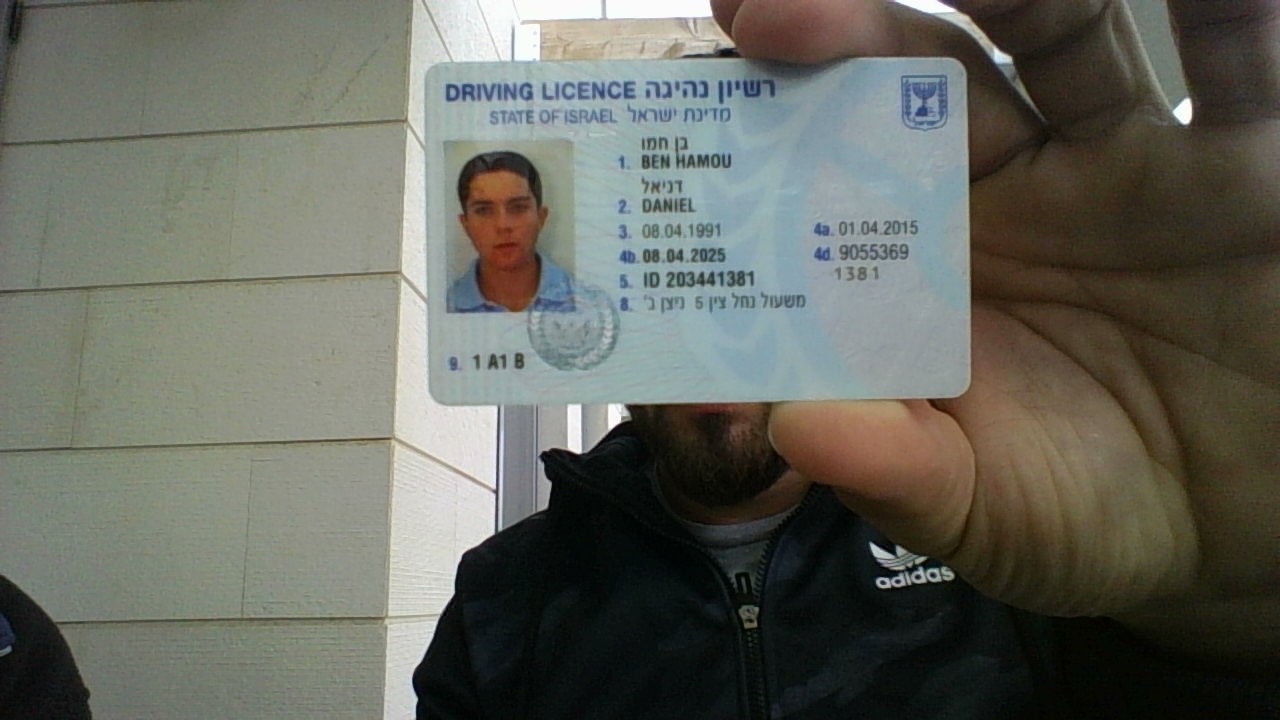 DRIVING LICENCE רשיון נהיגה
STATE OF ISRAEL מדינת ישראל
בן חמו
1. BEN HAMOU
דניאל
2. DANIEL
3. 08.04.1991 4a. 01.04.2015
4b. 08.04.2025 4d. 9055369
5. ID 203441381 1381
8. משעול נחל צין 5 ניצן ב'
9. 1 A1 B
adidas